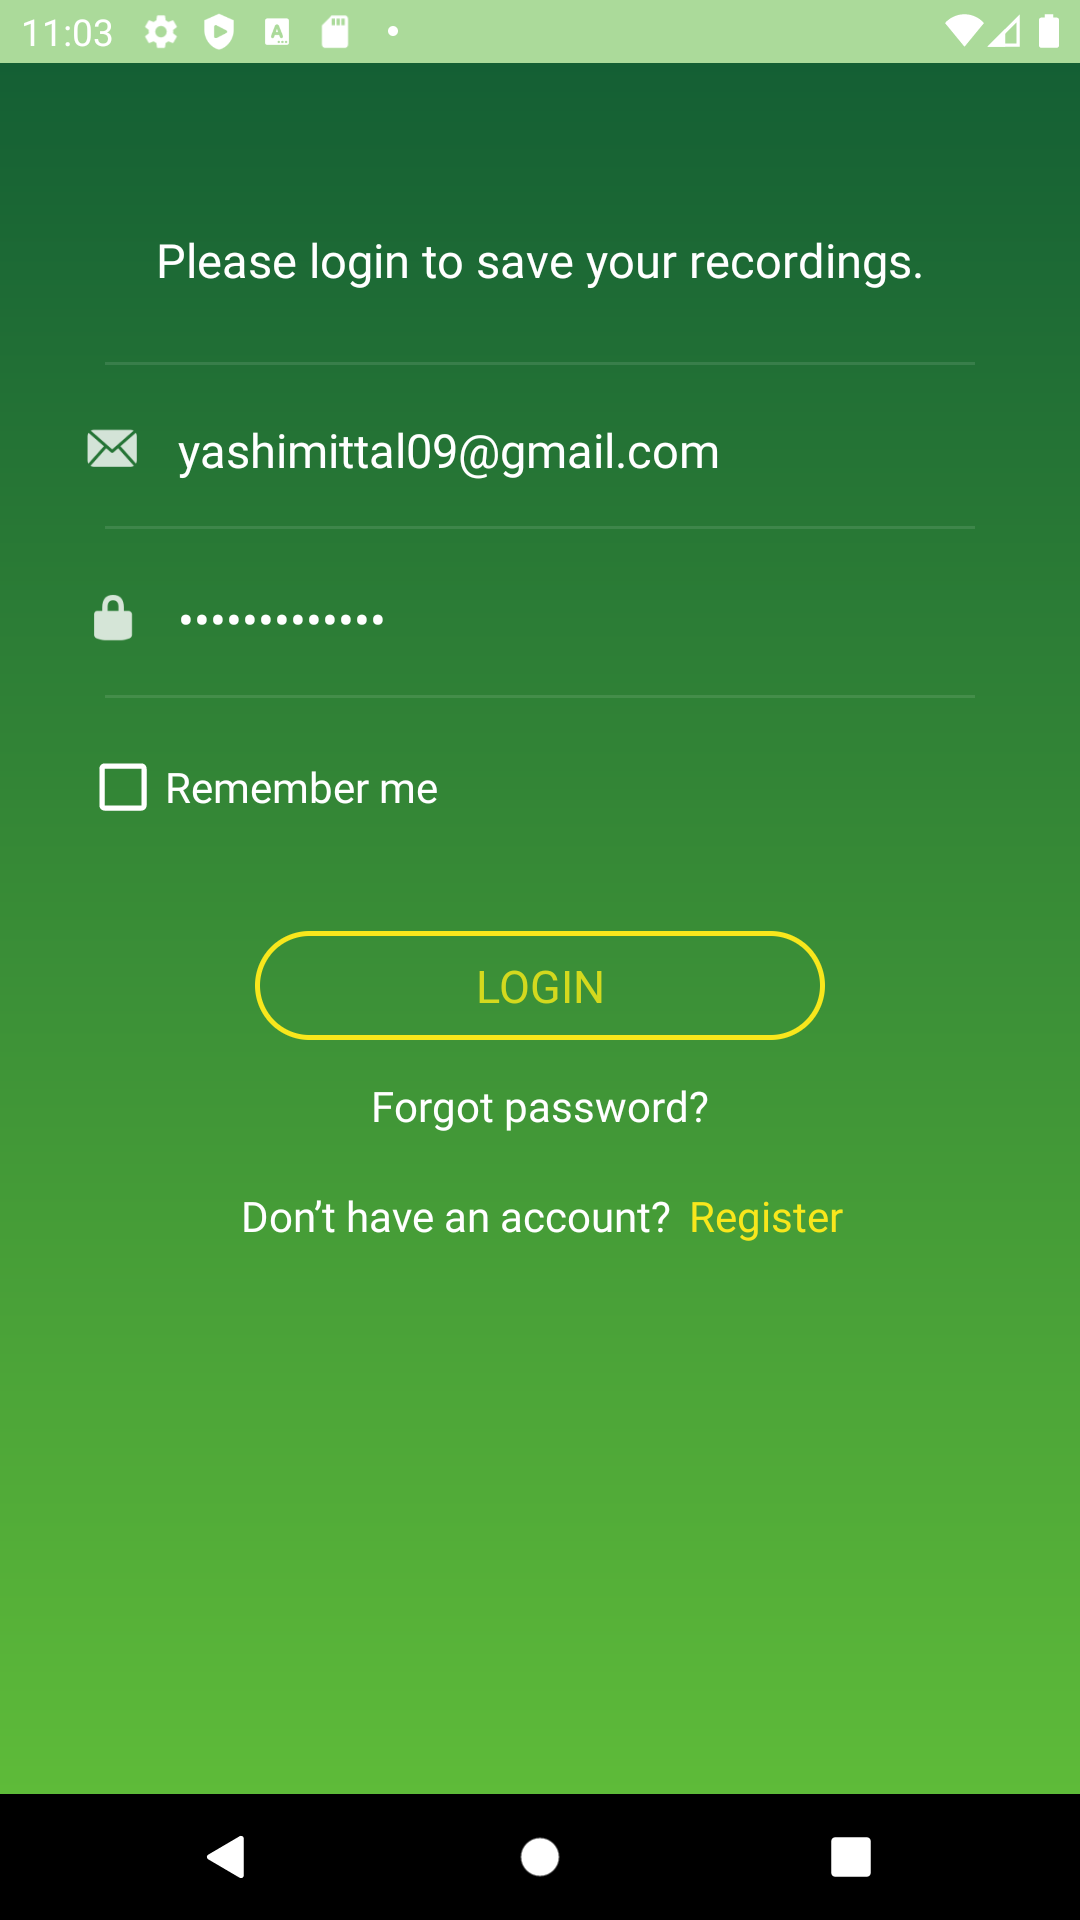 11:03
Please login to save your recordings.
yashimittal09@gmail.com
•••••••••••••
Remember me
LOGIN
Forgot password?
Don’t have an account? Register